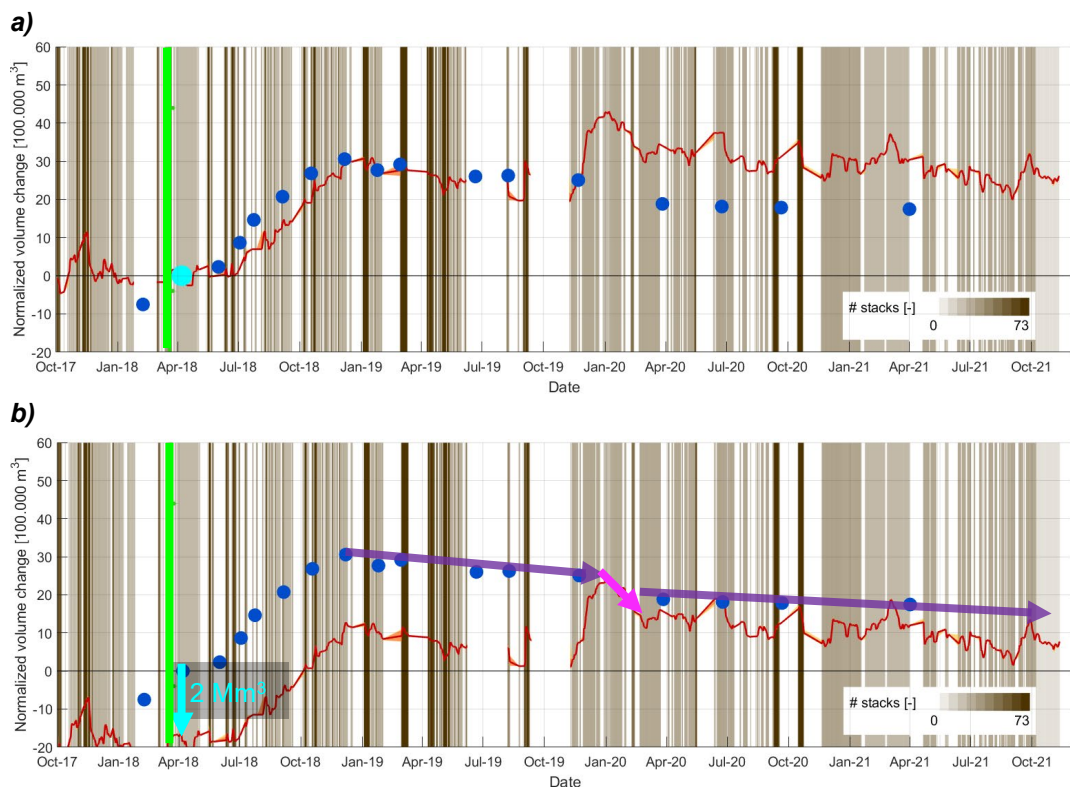 a)
Normalized volume change [100.000 m³]
60
50
40
30
20
10
0
-10
-20
# stacks [-]
0 73
Oct-17 Jan-18 Apr-18 Jul-18 Oct-18 Jan-19 Apr-19 Jul-19 Oct-19 Jan-20 Apr-20 Jul-20 Oct-20 Jan-21 Apr-21 Jul-21 Oct-21
Date
b)
Normalized volume change [100.000 m³]
60
50
40
30
20
10
0
-10
-20
2 Mm³
# stacks [-]
0 73
Oct-17 Jan-18 Apr-18 Jul-18 Oct-18 Jan-19 Apr-19 Jul-19 Oct-19 Jan-20 Apr-20 Jul-20 Oct-20 Jan-21 Apr-21 Jul-21 Oct-21
Date